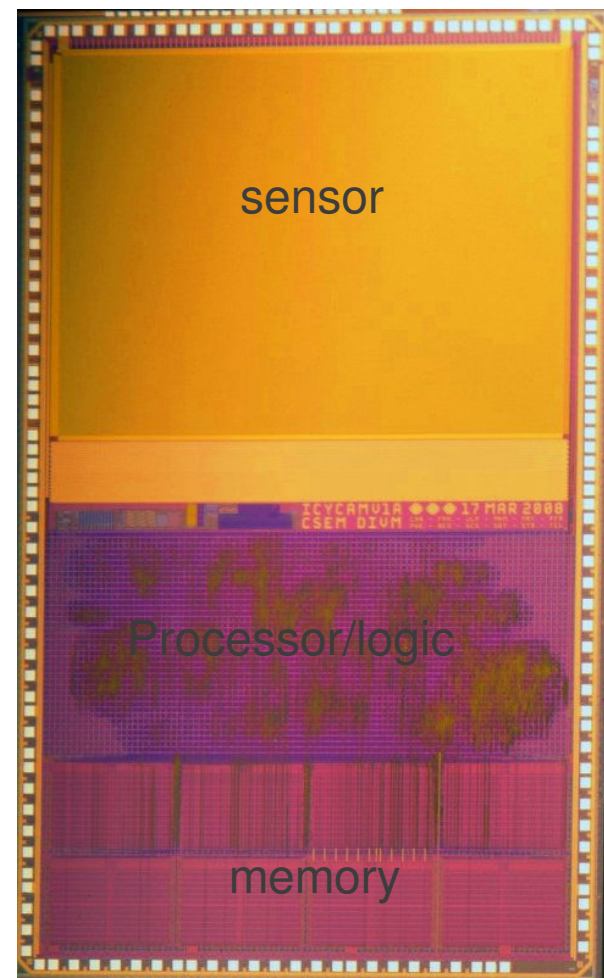 sensor
ICYCAMV1A ●●● 17 MAR 2008
CSEM DIVM
Processor/logic
memory